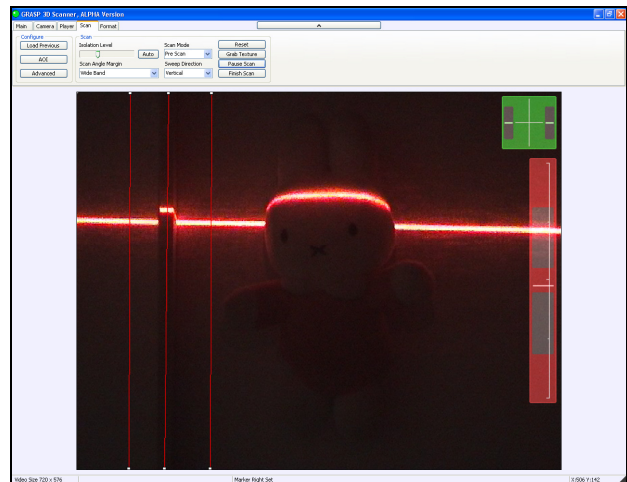 GRASP 3D Scanner, ALPHA Version
Main Camera Player Scan Format
Configure
Load Previous
AOI
Advanced
Scan
Isolation Level
Auto
Scan Angle Margin
Wide Band
Scan Mode
Pre Scan
Sweep Direction
Vertical
Reset
Grab Texture
Pause Scan
Finish Scan
Video Size 720 x 576 Marker Right Set X:506 Y:142